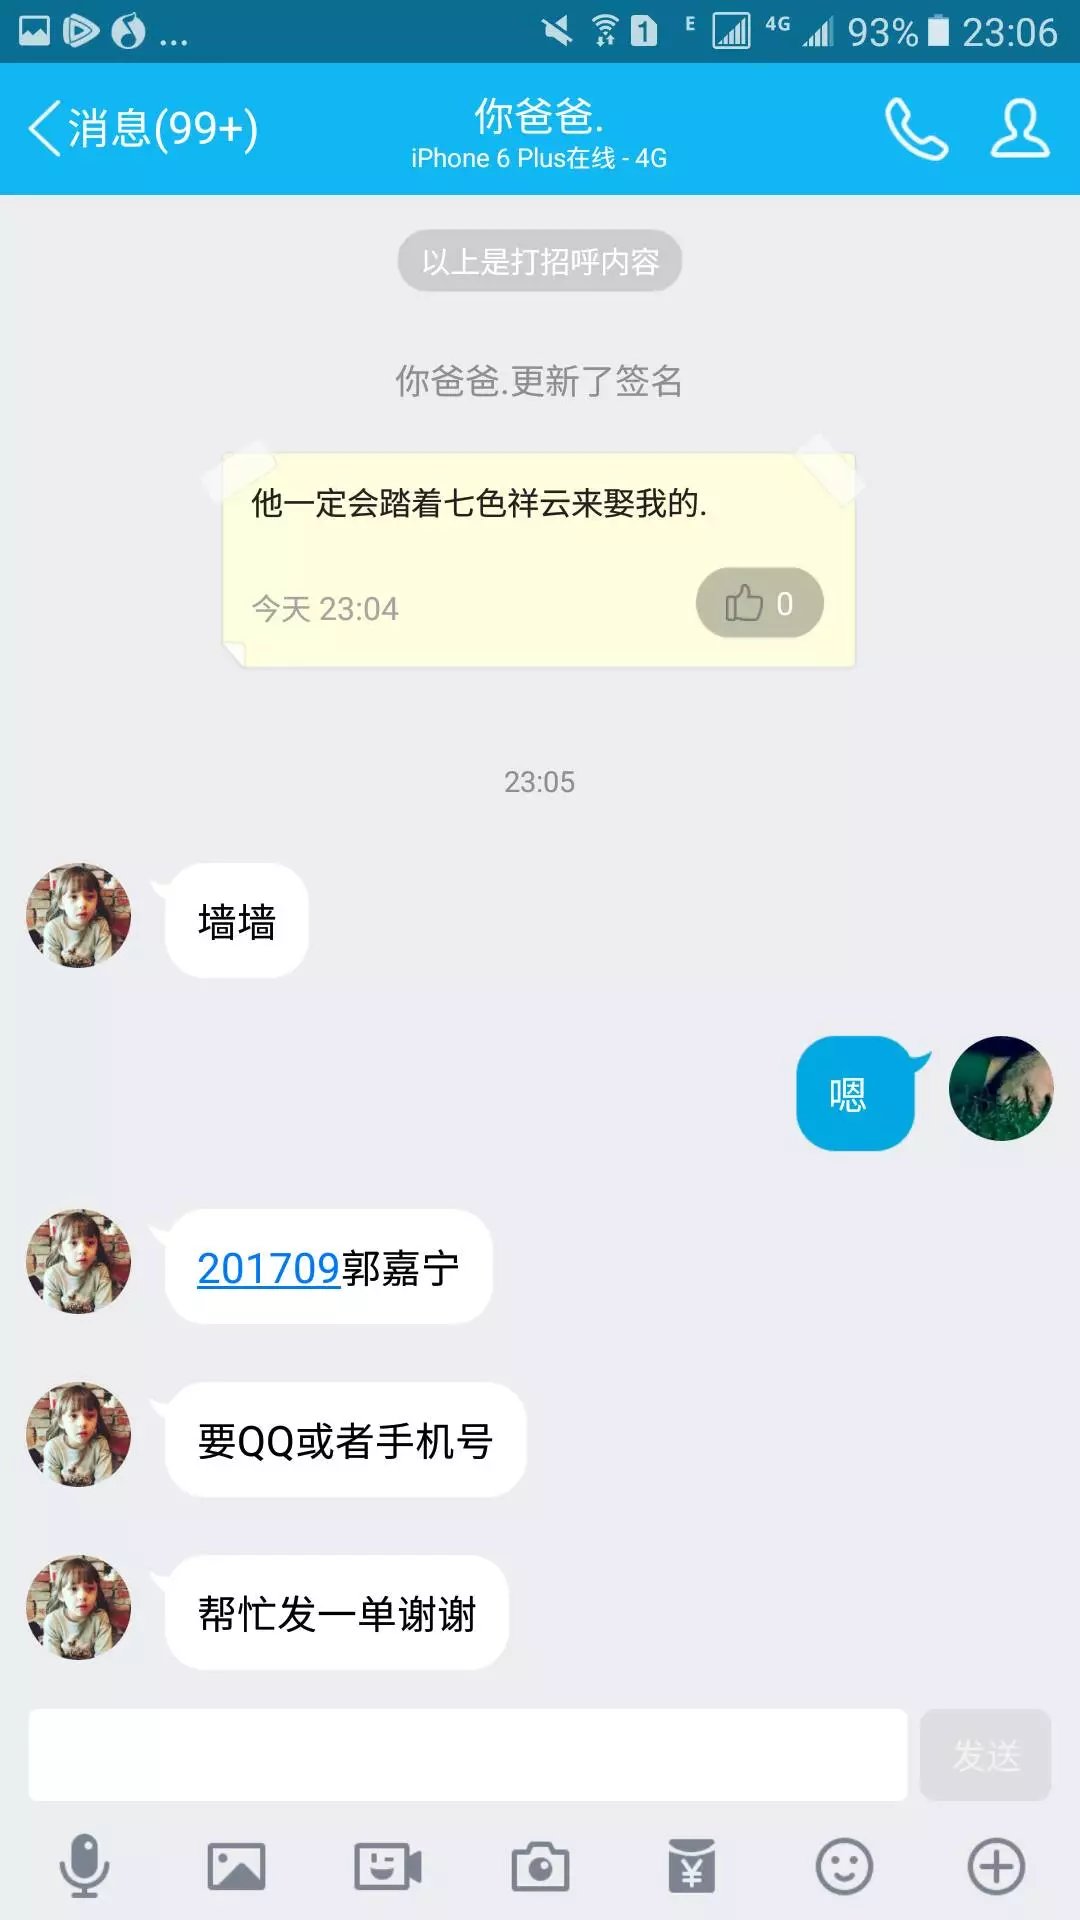 ... 1 E 4G 93% 23:06
消息(99+)
你爸爸.
iPhone 6 Plus在线 - 4G
以上是打招呼内容
你爸爸.更新了签名
他一定会踏着七色祥云来娶我的.
今天 23:04
0
23:05
墙墙
嗯
201709郭嘉宁
要QQ或者手机号
帮忙发一单谢谢
发送